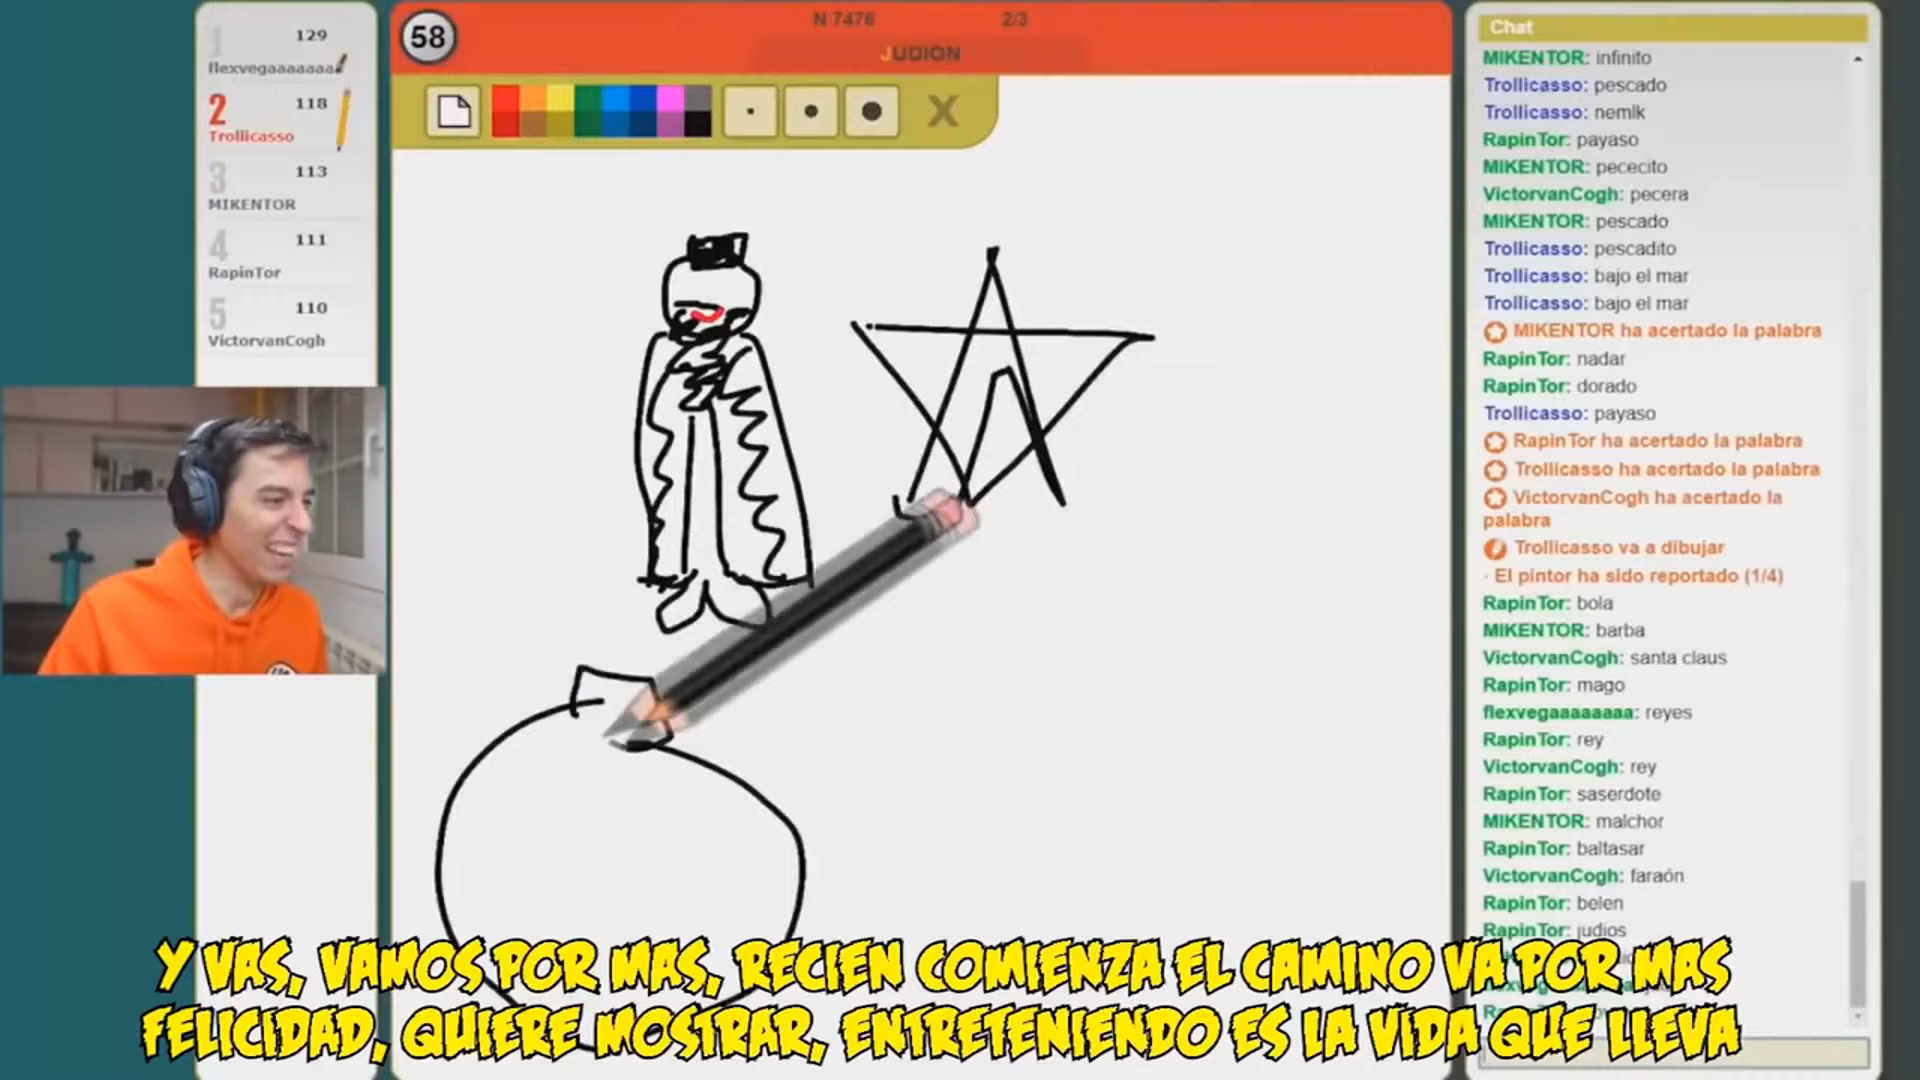 1 129
flexvegaaaaaaa
2 118
Trollicasso
3 113
MIKENTOR
4 111
RapinTor
5 110
VictorvanCogh
58
N 7476 2/3
JUDIÓN
X
Chat
MIKENTOR: infinito
Trollicasso: pescado
Trollicasso: nemlk
RapinTor: payaso
MIKENTOR: pececito
VictorvanCogh: pecera
MIKENTOR: pescado
Trollicasso: pescadito
Trollicasso: bajo el mar
Trollicasso: bajo el mar
MIKENTOR ha acertado la palabra
RapinTor: nadar
RapinTor: dorado
Trollicasso: payaso
RapinTor ha acertado la palabra
Trollicasso ha acertado la palabra
VictorvanCogh ha acertado la
palabra
Trollicasso va a dibujar
- El pintor ha sido reportado (1/4)
RapinTor: bola
MIKENTOR: barba
VictorvanCogh: santa claus
RapinTor: mago
flexvegaaaaaaaa: reyes
RapinTor: rey
VictorvanCogh: rey
RapinTor: saserdote
MIKENTOR: malchor
RapinTor: baltasar
VictorvanCogh: faraón
RapinTor: belen
RapinTor: judios
Y VAS, VAMOS POR MAS, RECIEN COMIENZA EL CAMINO VA POR MAS
FELICIDAD, QUIERE MOSTRAR, ENTRETENIENDO ES LA VIDA QUE LLEVA